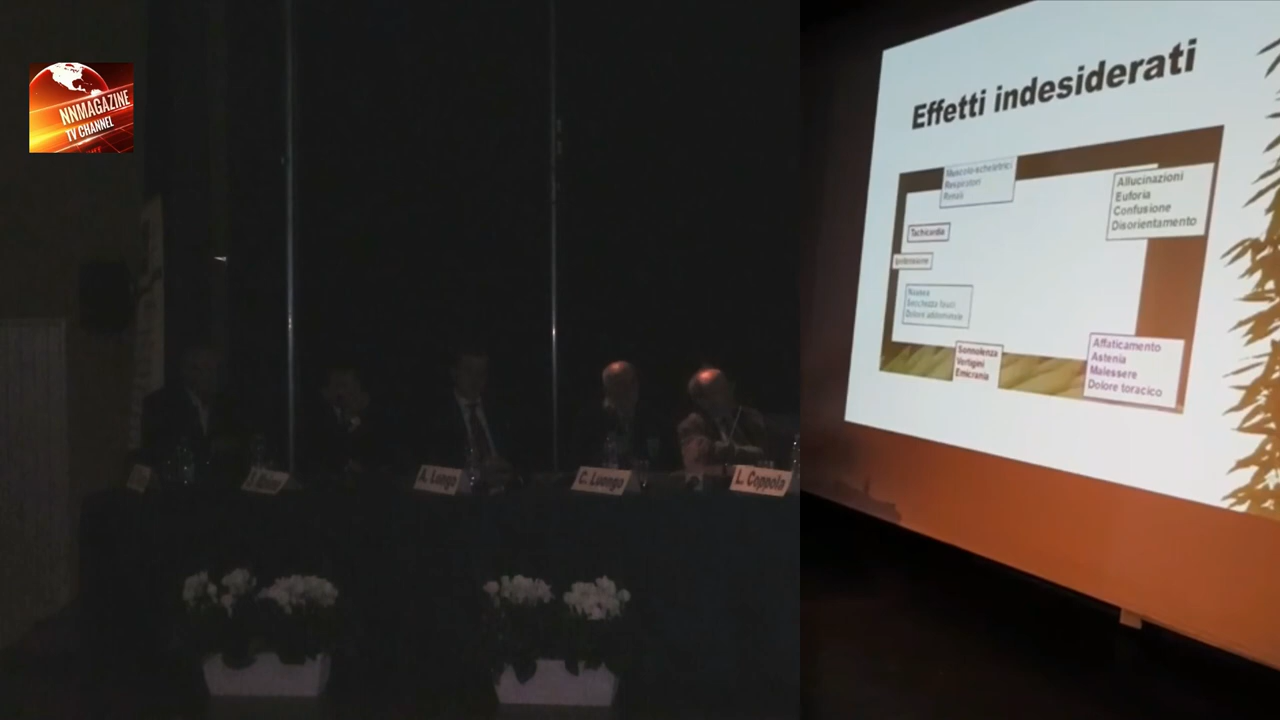 NNMAGAZINE
TV CHANNEL
A. Longo
C. Luongo
L. Coppola
Effetti indesiderati
Muscolo-scheletrici
Respiratori
Renali
Tachicardia
Ipotensione
Nausea
Secchezza fauci
Dolore addominale
Sonnolenza
Vertigini
Emicrania
Allucinazioni
Euforia
Confusione
Disorientamento
Affaticamento
Astenia
Malessere
Dolore toracico